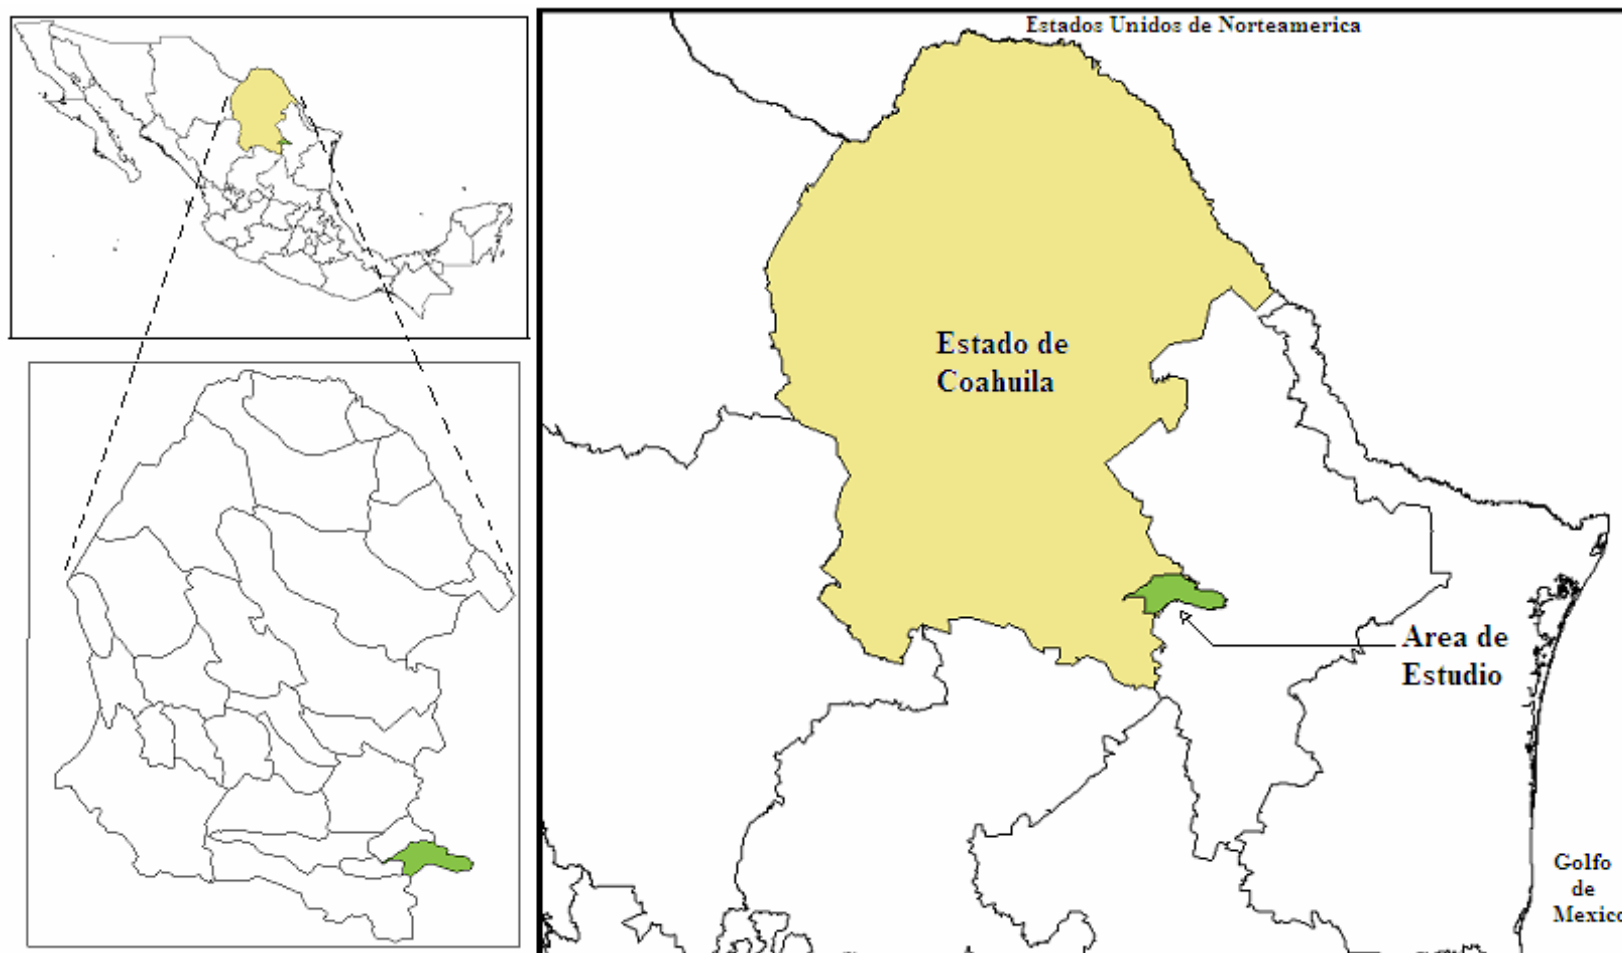 Estados Unidos de Norteamerica
Estado de
Coahuila
Area de
Estudio
Golfo
de
Mexico